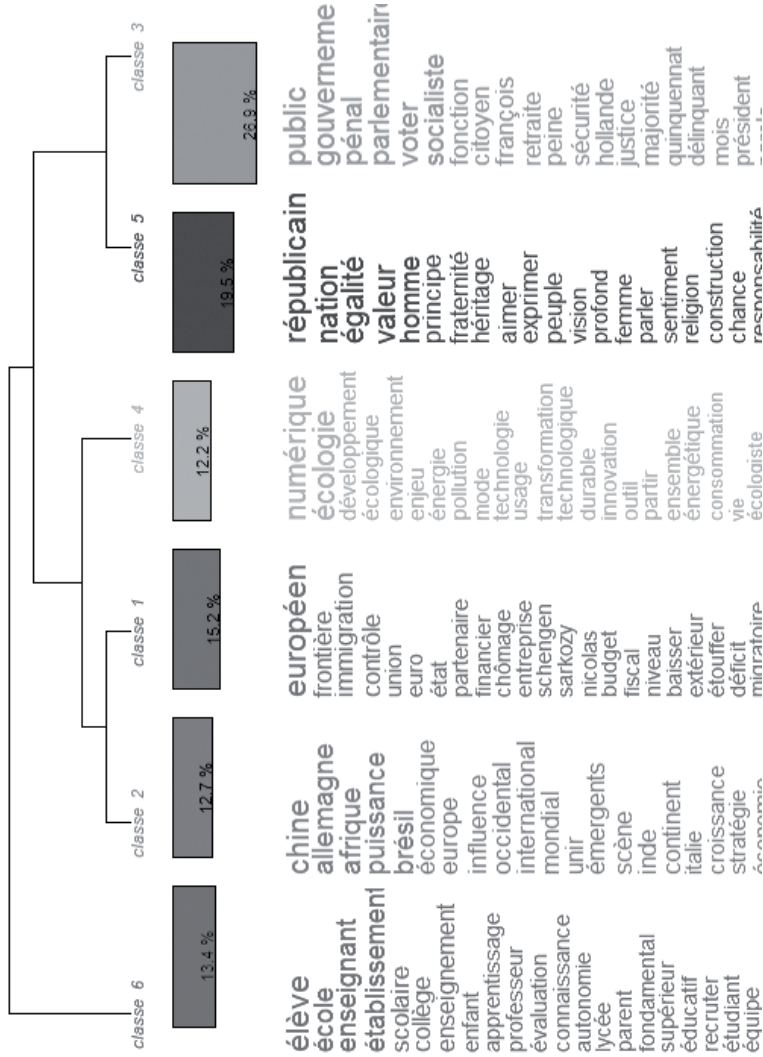 classe 6
13.4 %
élève
école
enseignant
établissement
scolaire
collège
enseignement
enfant
apprentissage
professeur
évaluation
connaissance
autonomie
lycée
parent
fondamental
supérieur
éducatif
recruter
étudiant
équipe
classe 2
12.7 %
chine
allemagne
afrique
puissance
brésil
économique
europe
influence
occidental
international
mondial
unir
émergents
scène
inde
continent
italie
croissance
stratégie
économie
classe 1
15.2 %
européen
frontière
immigration
contrôle
union
euro
état
partenaire
financier
chômage
entreprise
schengen
sarkozy
nicolas
budget
fiscal
niveau
baisser
extérieur
étouffer
déficit
migratoire
classe 4
12.2 %
numérique
écologie
développement
écologique
environnement
enjeu
énergie
pollution
mode
technologie
usage
transformation
technologique
durable
innovation
outil
partir
ensemble
énergétique
consommation
vie
écologiste
classe 5
19.5 %
républicain
nation
égalité
valeur
homme
principe
fraternité
héritage
aimer
exprimer
peuple
vision
profond
femme
parler
sentiment
religion
construction
chance
responsabilité
classe 3
26.9 %
public
gouverneme
pénal
parlementair
voter
socialiste
fonction
citoyen
françois
retraite
peine
sécurité
hollande
justice
majorité
quinquennat
délinquant
mois
président